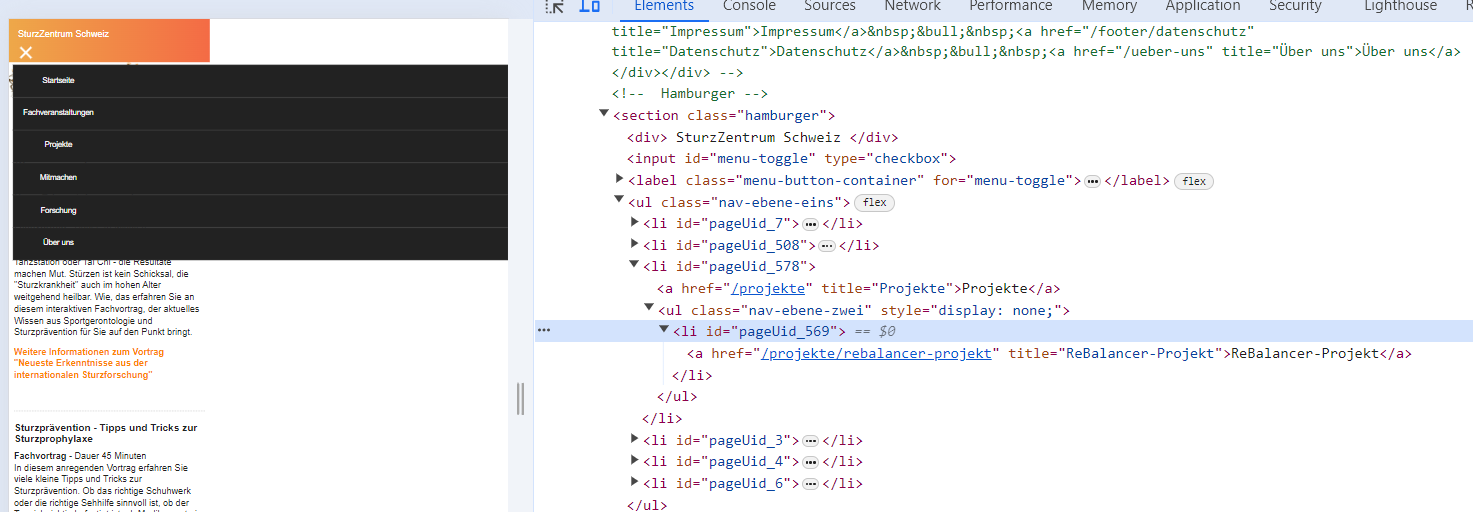 SturzZentrum Schweiz
Startseite
Fachveranstaltungen
Projekte
Mitmachen
Forschung
Über uns
Tanzstation oder Tai Chi - die Resultate
machen Mut. Stürzen ist kein Schicksal, die
"Sturzkrankheit" auch im hohen Alter
weitgehend heilbar. Wie, das erfahren Sie an
diesem interaktiven Fachvortrag, der aktuelles
Wissen aus Sportgerontologie und
Sturzprävention für Sie auf den Punkt bringt.
Weitere Informationen zum Vortrag
"Neueste Erkenntnisse aus der
internationalen Sturzforschung"
Sturzprävention - Tipps und Tricks zur
Sturzprophylaxe
Fachvortrag - Dauer 45 Minuten
In diesem anregenden Vortrag erfahren Sie
viele kleine Tipps und Tricks zur
Sturzprävention. Ob das richtige Schuhwerk
oder die richtige Sehhilfe sinnvoll ist, ob der
Elements Console Sources Network Performance Memory Application Security Lighthouse
title="Impressum">Impressum</a>&nbsp;&bull;&nbsp;<a href="/footer/datenschutz"
title="Datenschutz">Datenschutz</a>&nbsp;&bull;&nbsp;<a href="/ueber-uns" title="Über uns">Über uns</a>
</div></div> -->
<!--  Hamburger -->
<section class="hamburger">
<div> SturzZentrum Schweiz </div>
<input id="menu-toggle" type="checkbox">
<label class="menu-button-container" for="menu-toggle">…</label> flex
<ul class="nav-ebene-eins"> flex
<li id="pageUid_7">…</li>
<li id="pageUid_508">…</li>
<li id="pageUid_578">
<a href="/projekte" title="Projekte">Projekte</a>
<ul class="nav-ebene-zwei" style="display: none;">
<li id="pageUid_569"> == $0
<a href="/projekte/rebalancer-projekt" title="ReBalancer-Projekt">ReBalancer-Projekt</a>
</li>
</ul>
</li>
<li id="pageUid_3">…</li>
<li id="pageUid_4">…</li>
<li id="pageUid_6">…</li>
</ul>